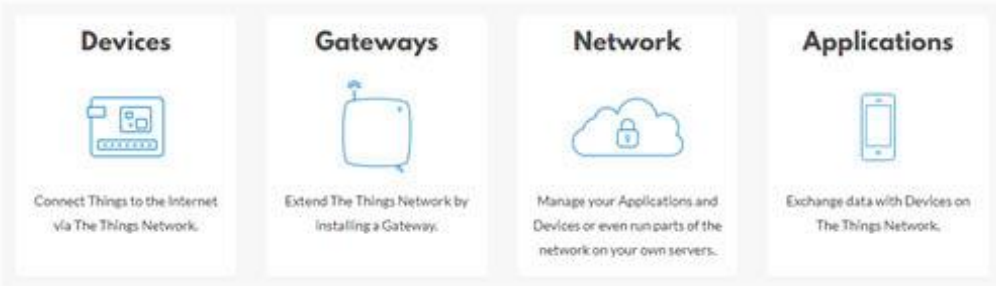 Devices
Connect Things to the Internet
via The Things Network.
Gateways
Extend The Things Network by
Installing a Gateway.
Network
Manage your Applications and
Devices or even run parts of the
network on your own servers.
Applications
Exchange data with Devices on
The Things Network.